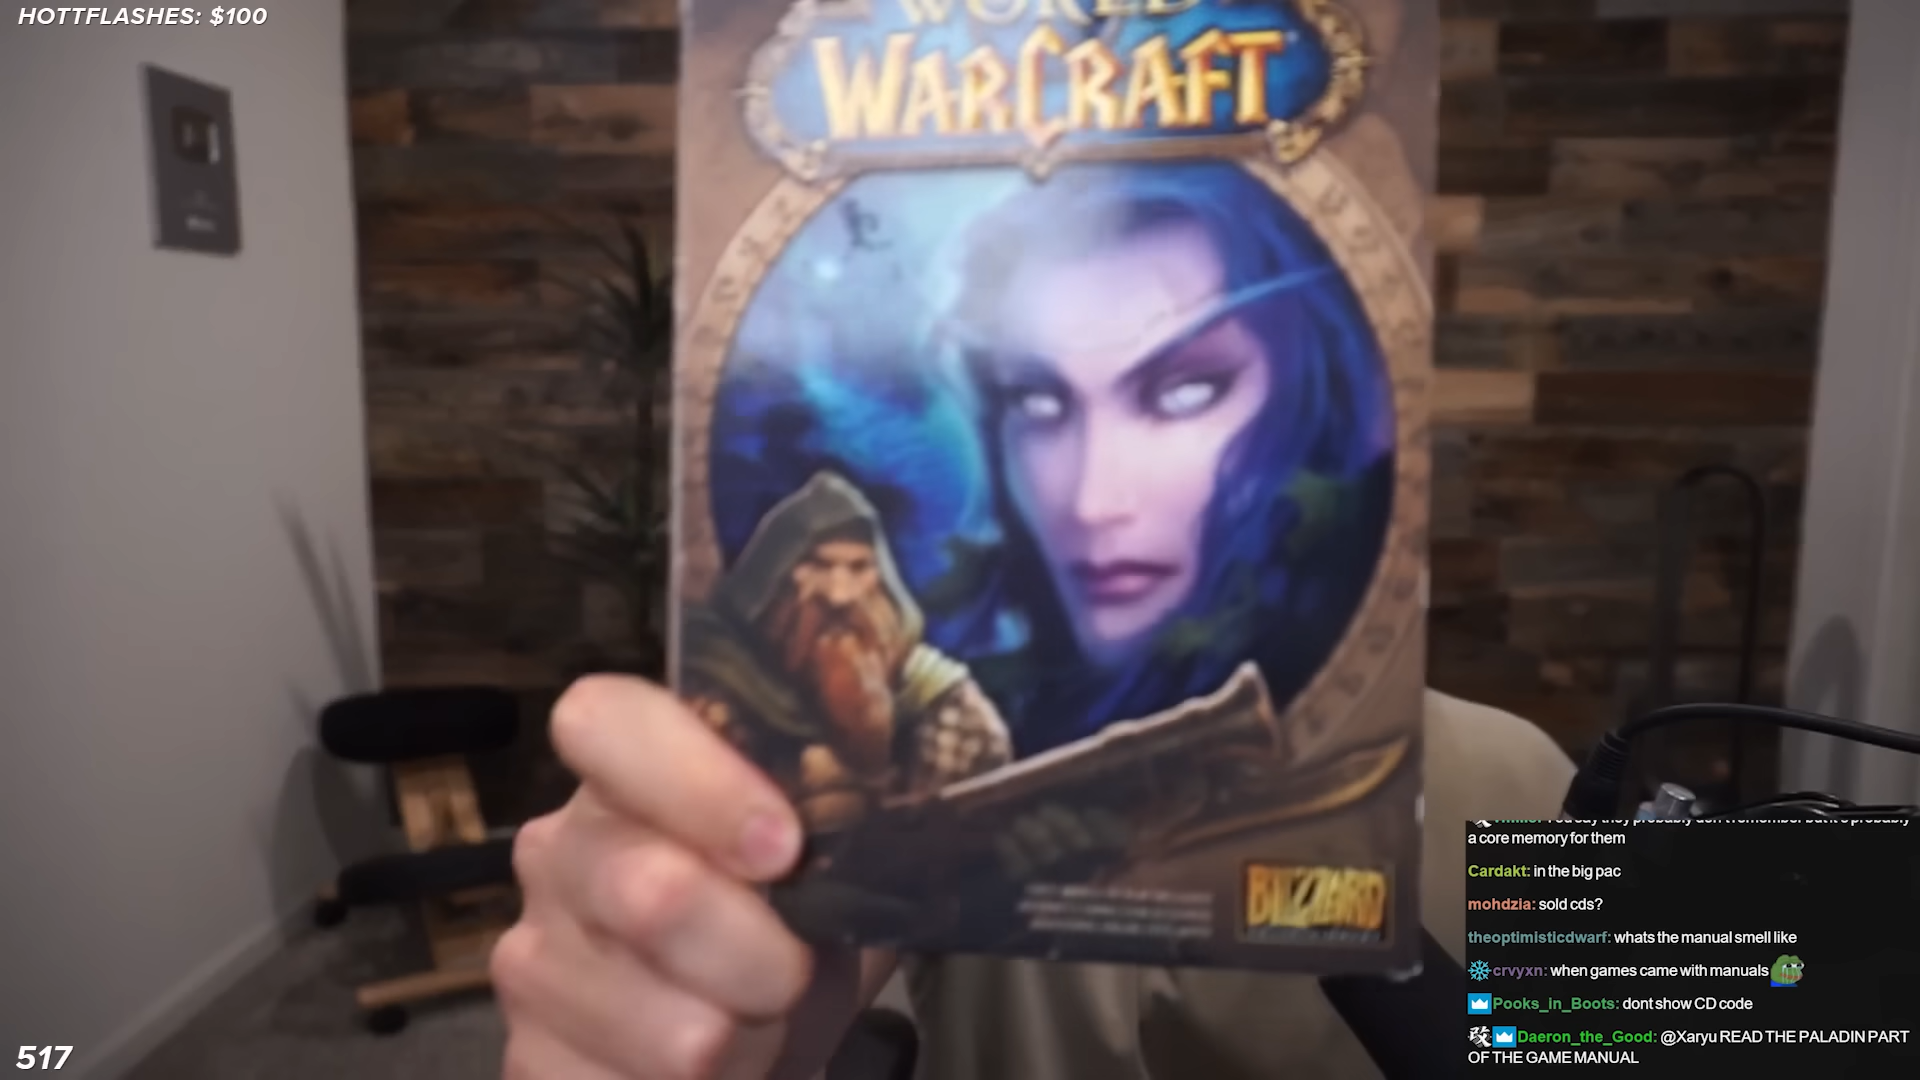 HOTTFLASHES: $100
WORLD
WARCRAFT
BLIZZARD
a core memory for them
Cardakt: in the big pac
mohdzia: sold cds?
theoptimisticdwarf: whats the manual smell like
crvyxn: when games came with manuals
Pooks_in_Boots: dont show CD code
改 Daeron_the_Good: @Xaryu READ THE PALADIN PART
OF THE GAME MANUAL
517